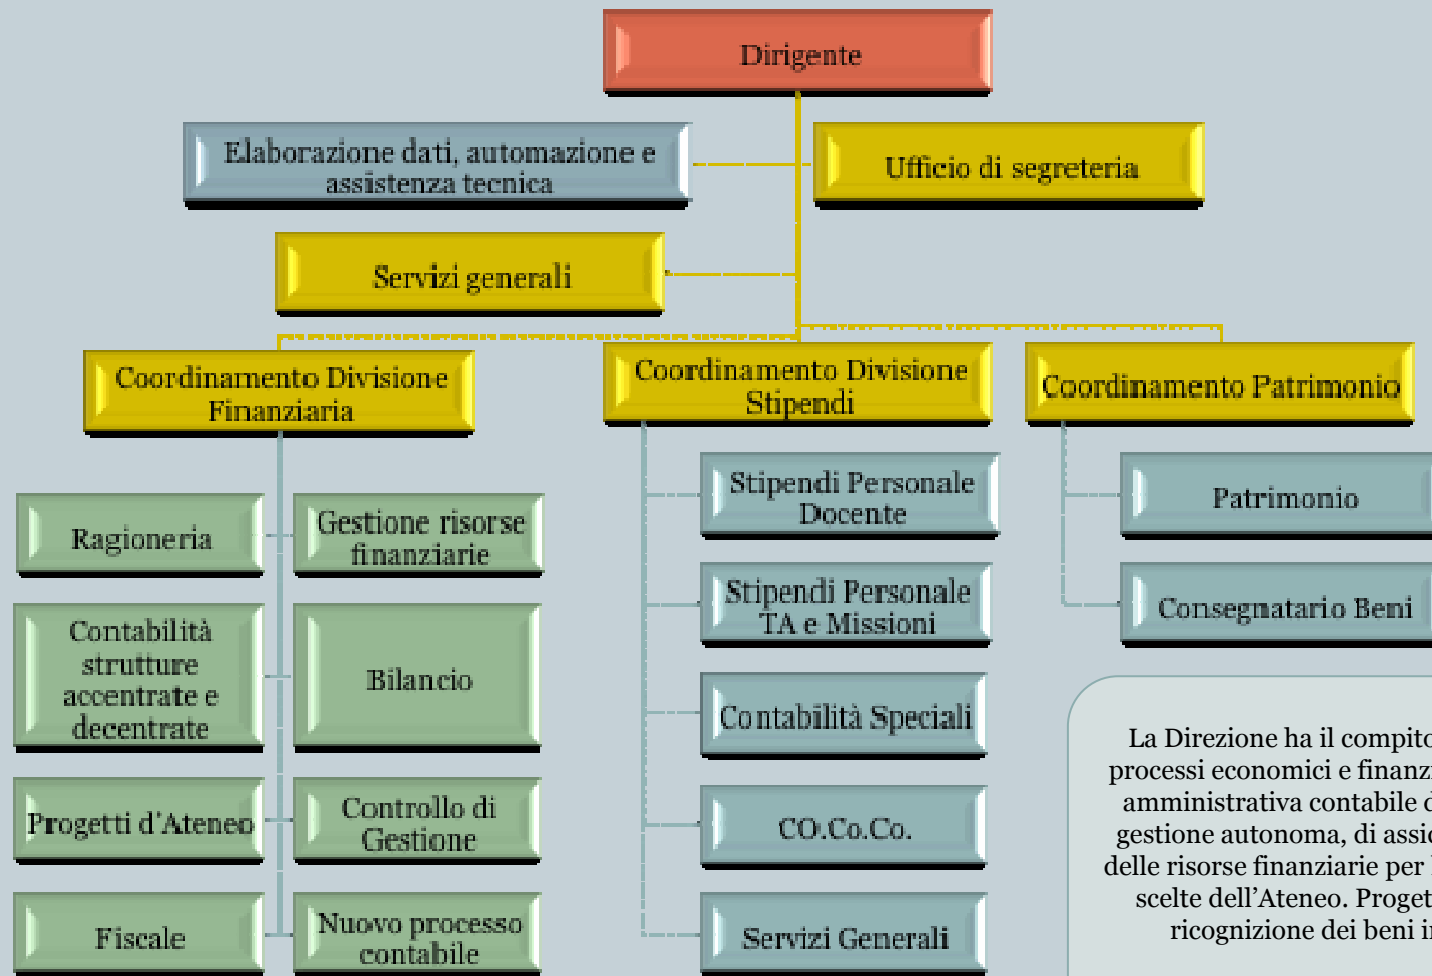 Dirigente
Elaborazione dati, automazione e
assistenza tecnica
Ufficio di segreteria
Servizi generali
Coordinamento Divisione
Finanziaria
Coordinamento Divisione
Stipendi
Coordinamento Patrimonio
Ragioneria
Gestione risorse
finanziarie
Contabilità
strutture
accentrate e
decentrate
Bilancio
Progetti d'Ateneo
Controllo di
Gestione
Fiscale
Nuovo processo
contabile
Stipendi Personale
Docente
Stipendi Personale
TA e Missioni
Contabilità Speciali
CO.Co.Co.
Servizi Generali
Patrimonio
Consegnatario Beni
La Direzione ha il compito
processi economici e
amministrativa contabile
gestione autonoma, di
delle risorse finanziarie per
scelte dell'Ateneo.
ricognizione dei beni